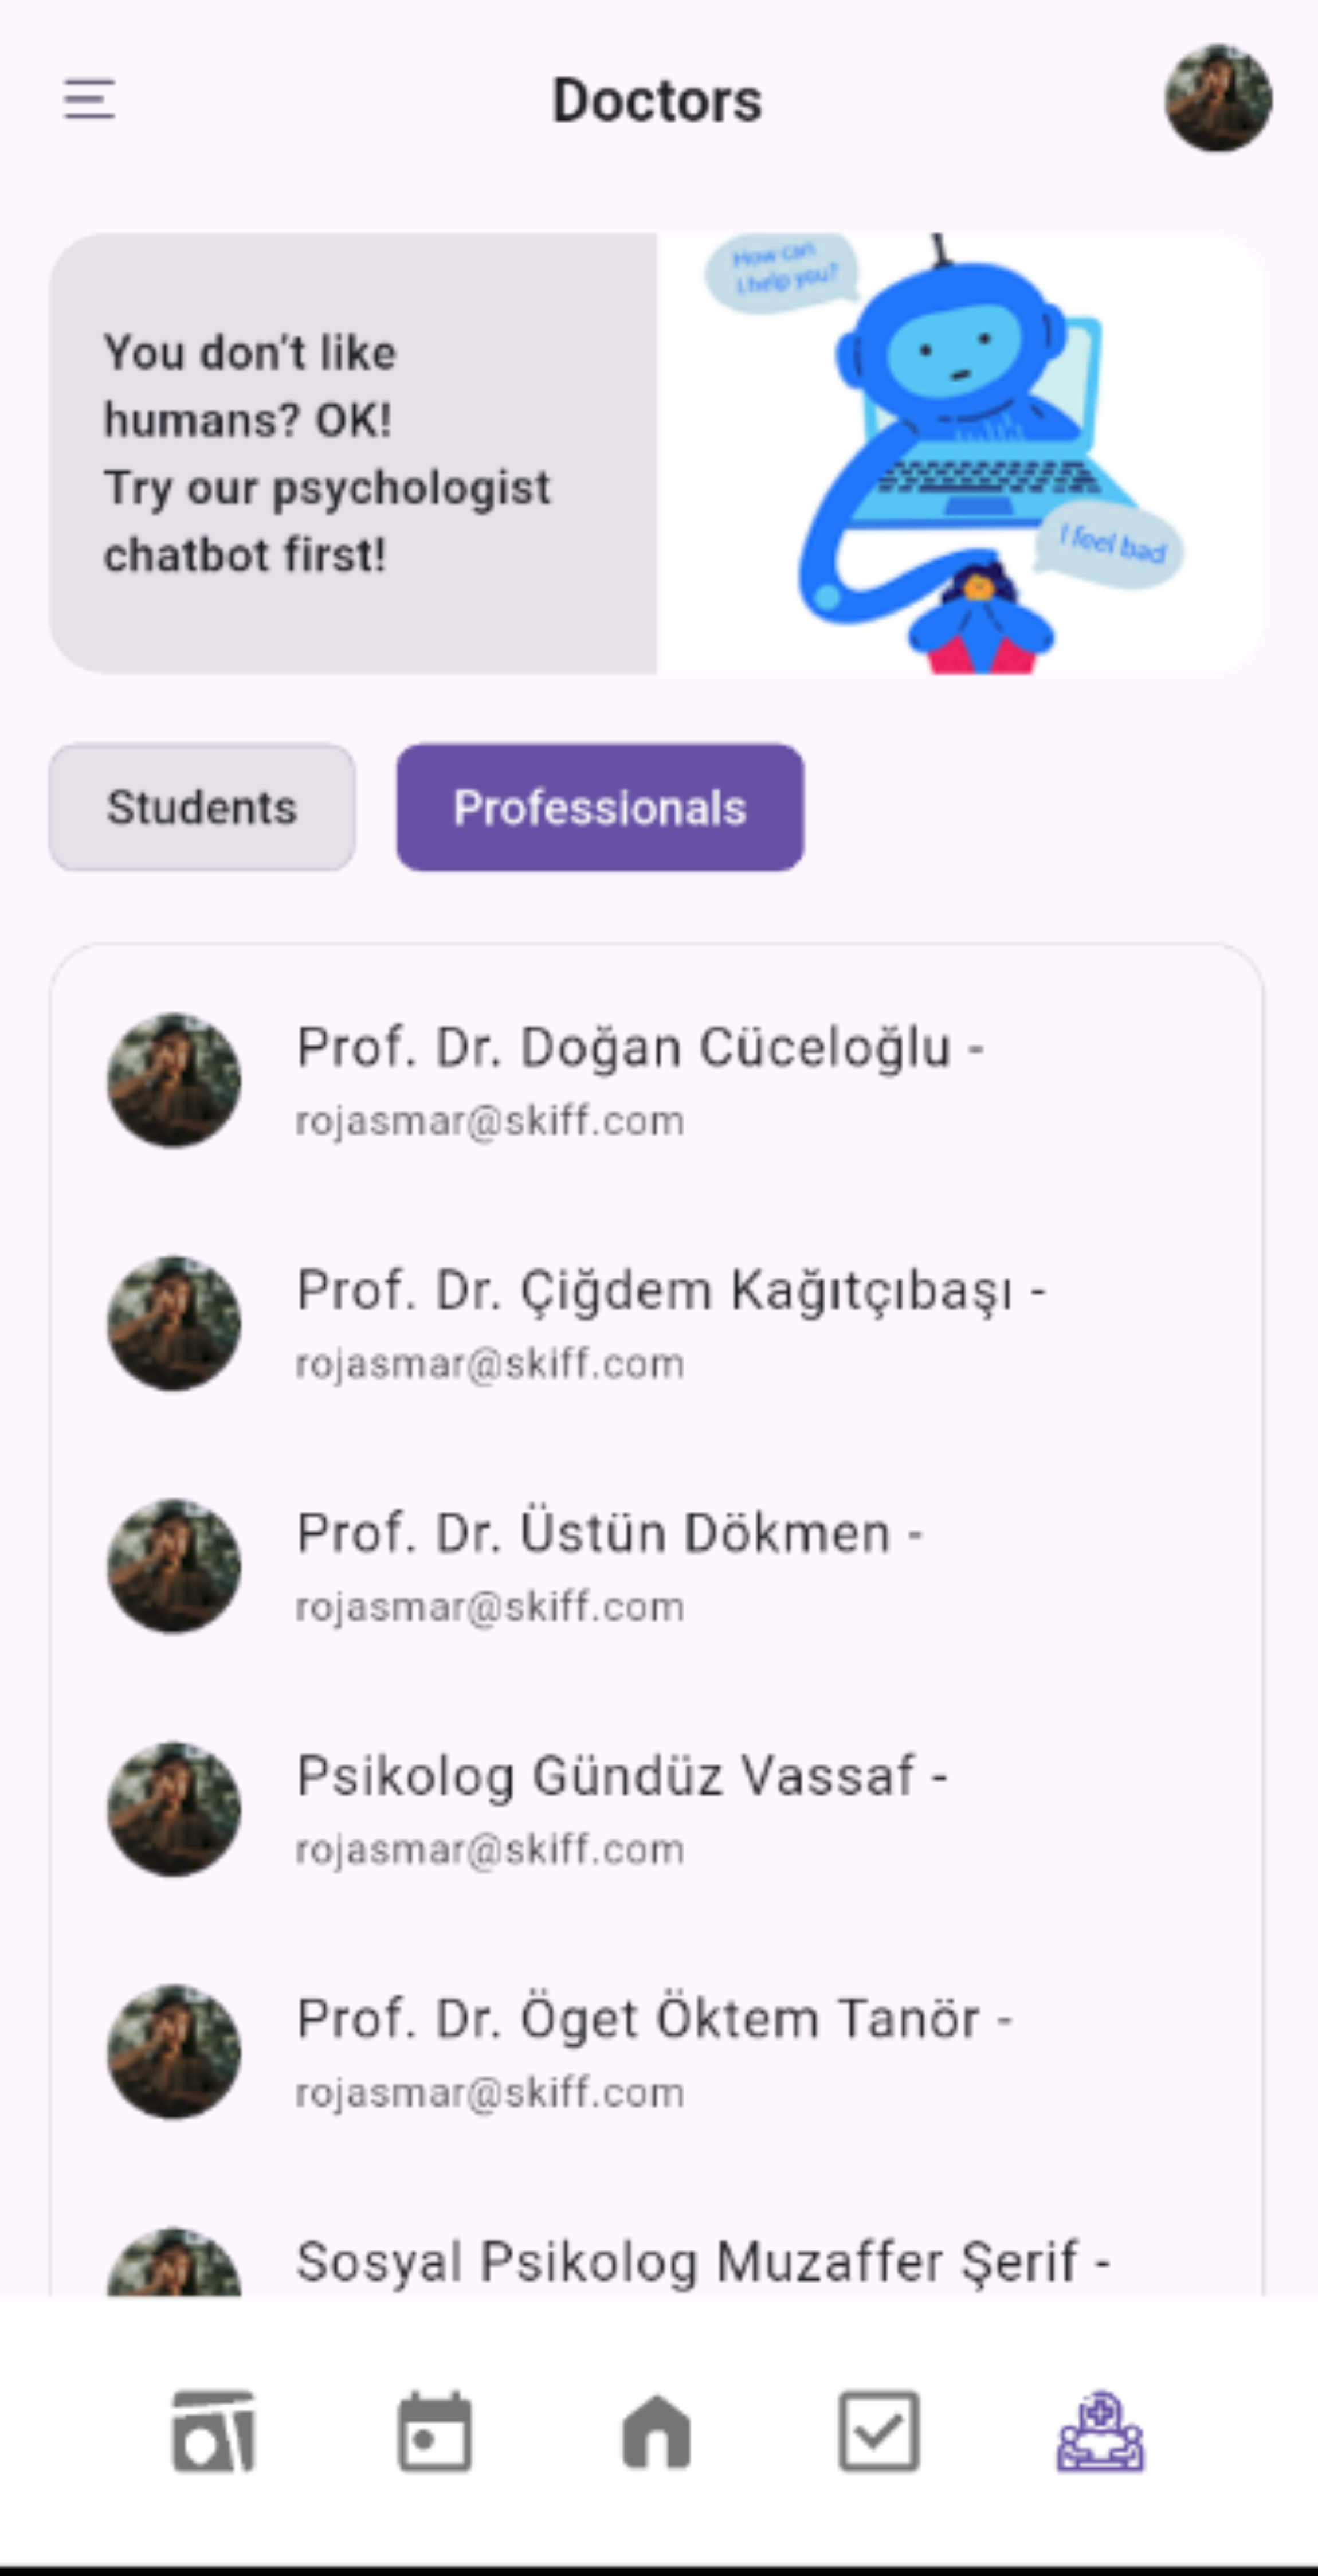 Doctors
How can
I help you?
You don't like
humans? OK!
Try our psychologist
chatbot first!
I feel bad
Students
Professionals
Prof. Dr. Doğan Cüceloğlu -
rojasmar@skiff.com
Prof. Dr. Çiğdem Kağıtçıbaşı -
rojasmar@skiff.com
Prof. Dr. Üstün Dökmen -
rojasmar@skiff.com
Psikolog Gündüz Vassaf -
rojasmar@skiff.com
Prof. Dr. Öget Öktem Tanör -
rojasmar@skiff.com
Sosyal Psikolog Muzaffer Şerif -